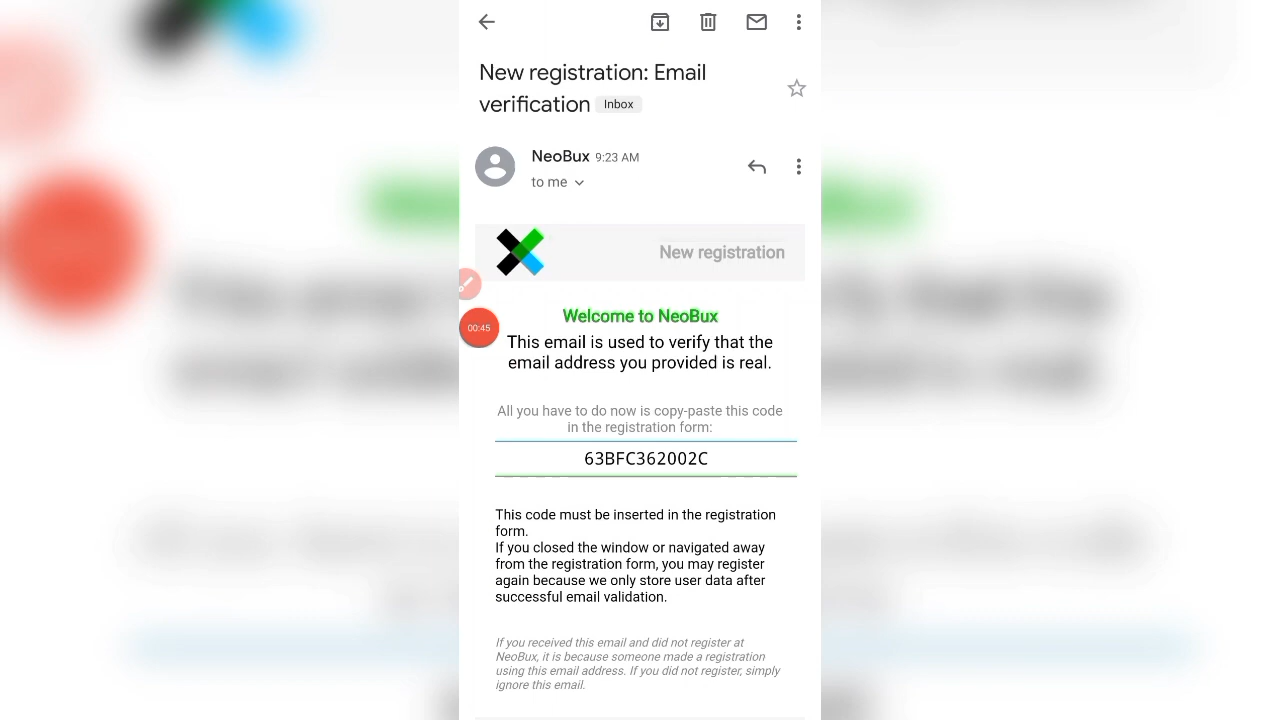 New registration: Email
verification Inbox
NeoBux 9:23 AM
to me
New registration
00:45
Welcome to NeoBux
This email is used to verify that the
email address you provided is real.
All you have to do now is copy-paste this code
in the registration form:
63BFC362002C
This code must be inserted in the registration
form.
If you closed the window or navigated away
from the registration form, you may register
again because we only store user data after
successful email validation.
If you received this email and did not register at
NeoBux, it is because someone made a registration
using this email address. If you did not register, simply
ignore this email.